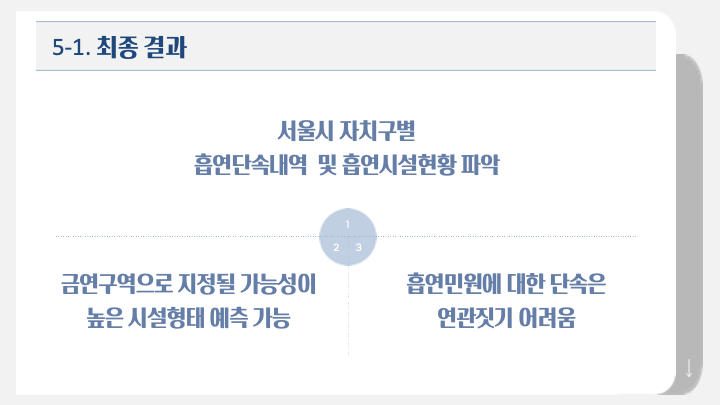 5-1. 최종 결과
서울시 자치구별
흡연단속내역 및 흡연시설현황 파악
1
2 3
금연구역으로 지정될 가능성이
높은 시설형태 예측 가능
흡연민원에 대한 단속은
연관짓기 어려움
↓